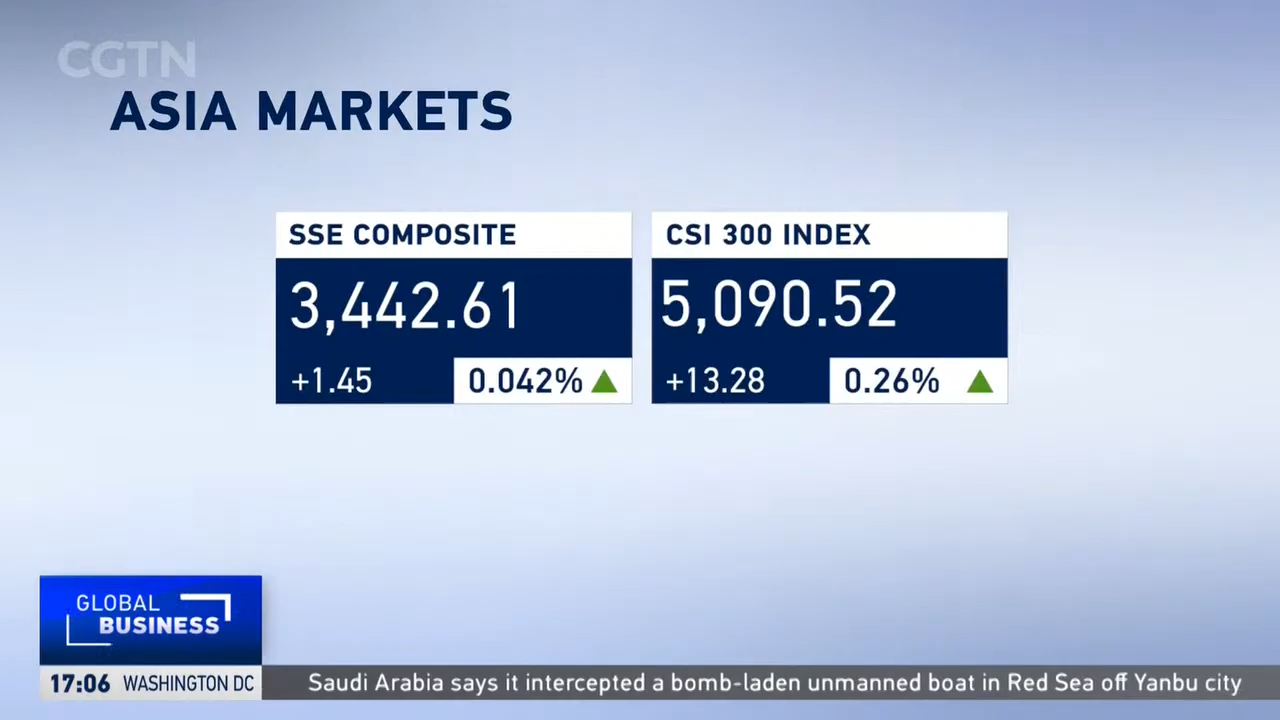 CGTN
ASIA MARKETS
SSE COMPOSITE
3,442.61
+1.45 0.042%
CSI 300 INDEX
5,090.52
+13.28 0.26%
GLOBAL
BUSINESS
17:06 WASHINGTON DC
Saudi Arabia says it intercepted a bomb-laden unmanned boat in Red Sea off Yanbu city